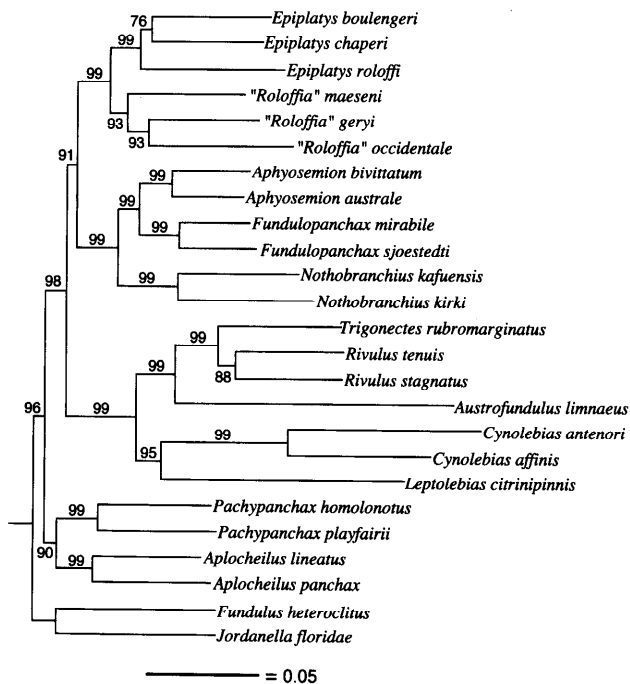 76
Epiplatys boulengeri
99
Epiplatys chaperi
99
Epiplatys roloffi
"Roloffia" maeseni
93
"Roloffia" geryi
93
"Roloffia" occidentale
91
99
Aphyosemion bivittatum
99
Aphyosemion australe
99
Fundulopanchax mirabile
99
Fundulopanchax sjoestedti
98
99
Nothobranchius kafuensis
Nothobranchius kirki
99
Trigonectes rubromarginatus
99
Rivulus tenuis
88
Rivulus stagnatus
96
99
Austrofundulus limnaeus
99
Cynolebias antenori
95
Cynolebias affinis
Leptolebias citrinipinnis
99
Pachypanchax homolonotus
Pachypanchax playfairii
90
99
Aplocheilus lineatus
Aplocheilus panchax
Fundulus heteroclitus
Jordanella floridae
= 0.05